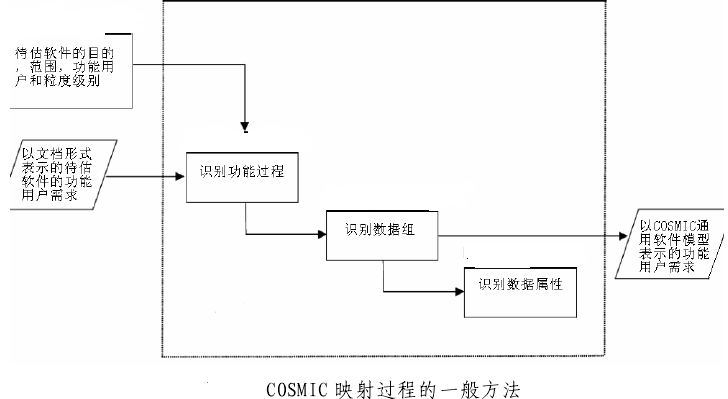 待估软件的目的
，范围，功能用
户和粒度级别
以文档形式
表示的待估
软件的功能
用户需求
识别功能过程
识别数据组
识别数据属性
以COSMIC通
用软件模型
表示的功能
用户需求
COSMIC 映射过程的一般方法